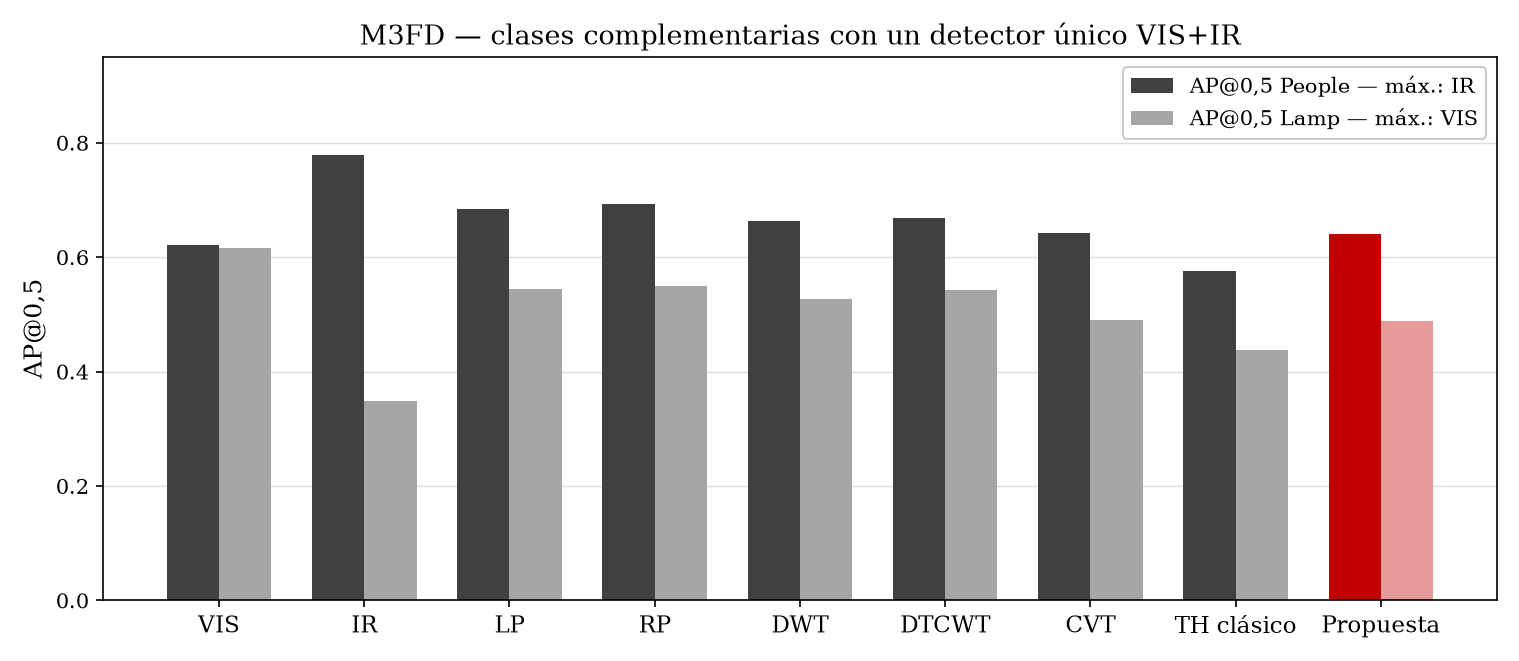 M3FD — clases complementarias con un detector único VIS+IR
AP@0,5 People — máx.: IR
AP@0,5 Lamp — máx.: VIS
AP@0,5
0.8
0.6
0.4
0.2
0.0
VIS IR LP RP DWT DTCWT CVT TH clásico Propuesta